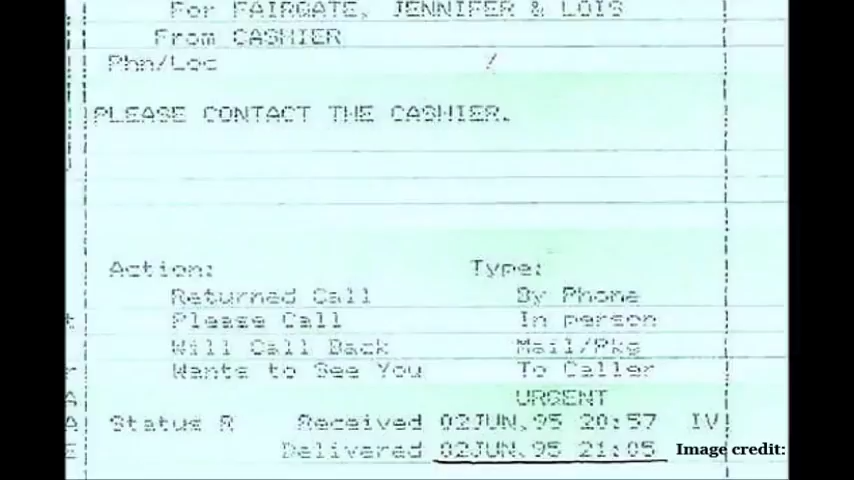 For FAIRGATE, JENNIFER & LOIS
From CASHIER
Phn/Loc /
PLEASE CONTACT THE CASHIER.
Action: Type:
Returned Call By Phone
Please Call In person
Will Call Back Mail/Pkg
Wants to See You To Caller
URGENT
Status R Received 02JUN.95 20:57 IV
Delivered 02JUN.95 21:05
Image credit: